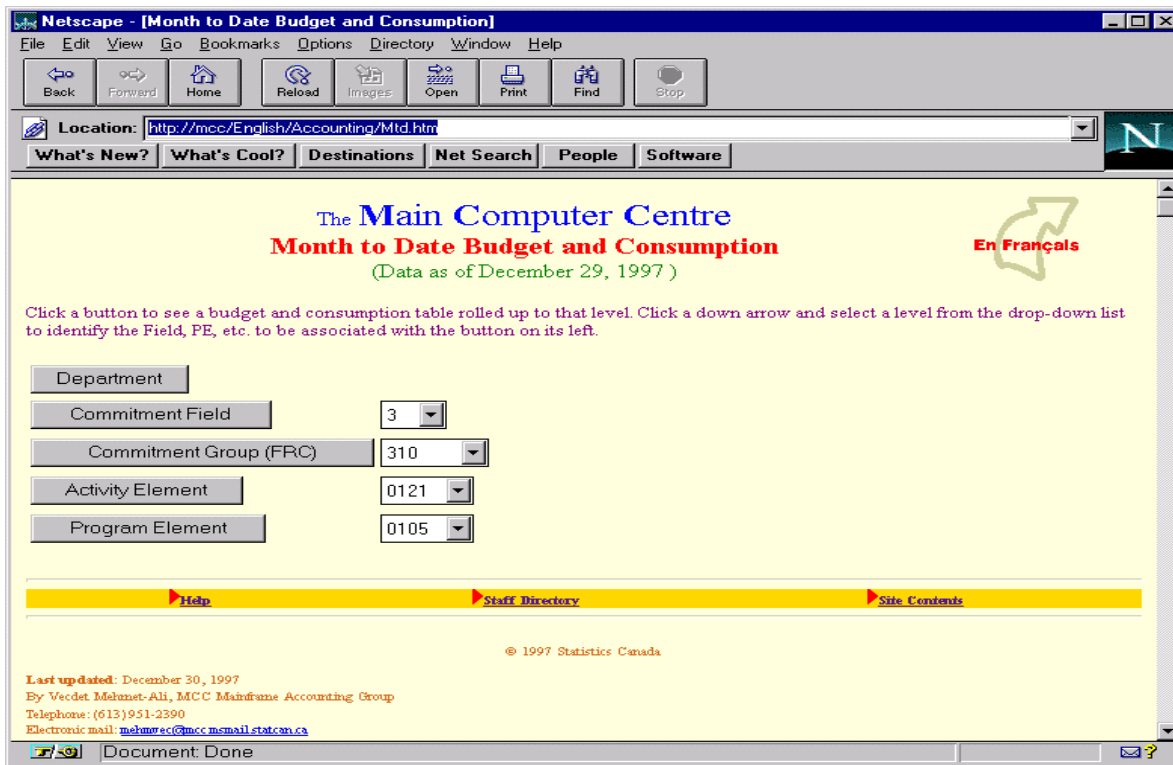 Netscape - [Month to Date Budget and Consumption]
File Edit View Go Bookmarks Options Directory Window Help
Back Forward Home Reload Images Open Print Find Stop
Location: http://mcc/English/Accounting/Mtd.htm
N
What's New? What's Cool? Destinations Net Search People Software
The Main Computer Centre
Month to Date Budget and Consumption
(Data as of December 29, 1997 )
En Français
Click a button to see a budget and consumption table rolled up to that level. Click a down arrow and select a level from the drop-down list
to identify the Field, PE, etc. to be associated with the button on its left.
Department
Commitment Field 3
Commitment Group (FRC) 310
Activity Element 0121
Program Element 0105
Help Staff Directory Site Contents
© 1997 Statistics Canada
Last updated: December 30, 1997
By Vecdet Mehmet-Ali, MCC Mainframe Accounting Group
Telephone: (613)951-2390
Electronic mail: mehmvec@mcc.msmail.statcan.ca
Document: Done